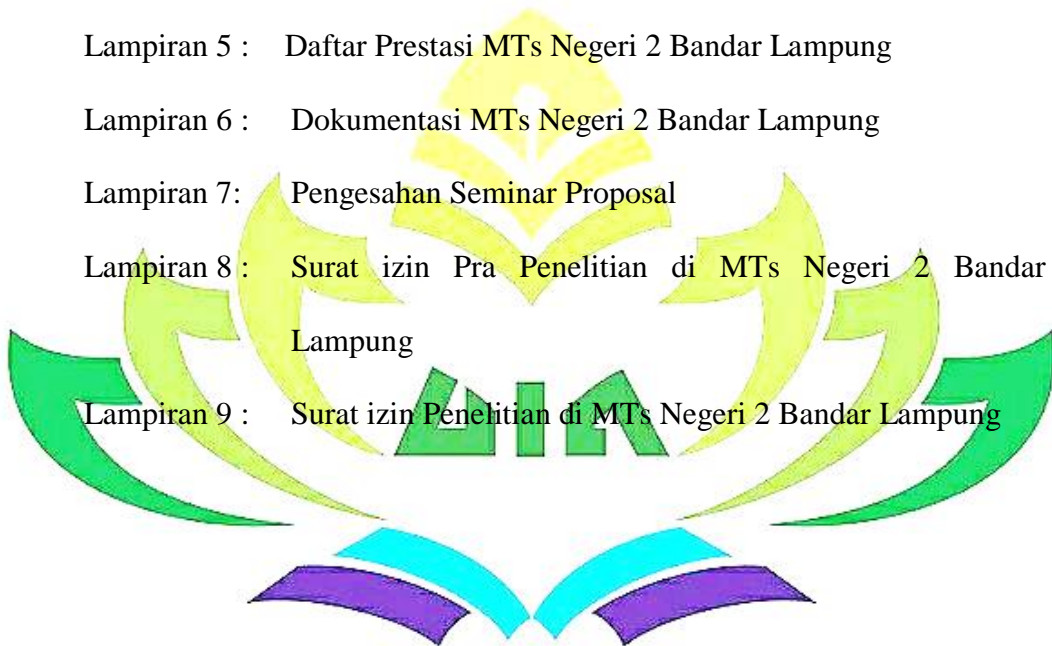 Lampiran 5 : Daftar Prestasi MTs Negeri 2 Bandar Lampung
Lampiran 6 : Dokumentasi MTs Negeri 2 Bandar Lampung
Lampiran 7: Pengesahan Seminar Proposal
Lampiran 8 : Surat izin Pra Penelitian di MTs Negeri 2 Bandar
Lampung
Lampiran 9 : Surat izin Penelitian di MTs Negeri 2 Bandar Lampung